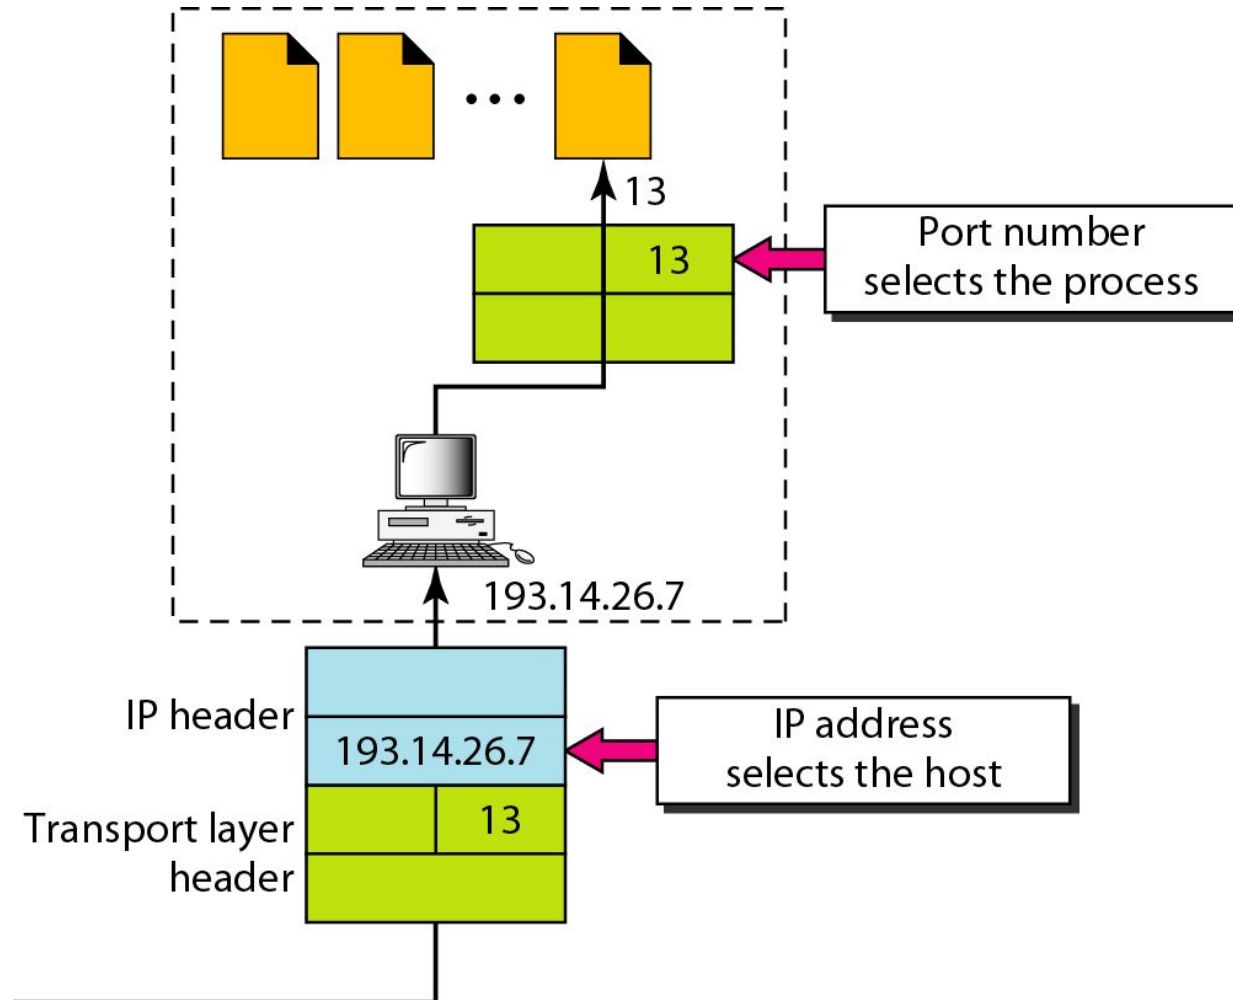 13
13
Port number
selects the process
193.14.26.7
IP header
193.14.26.7
IP address
selects the host
Transport layer
header
13